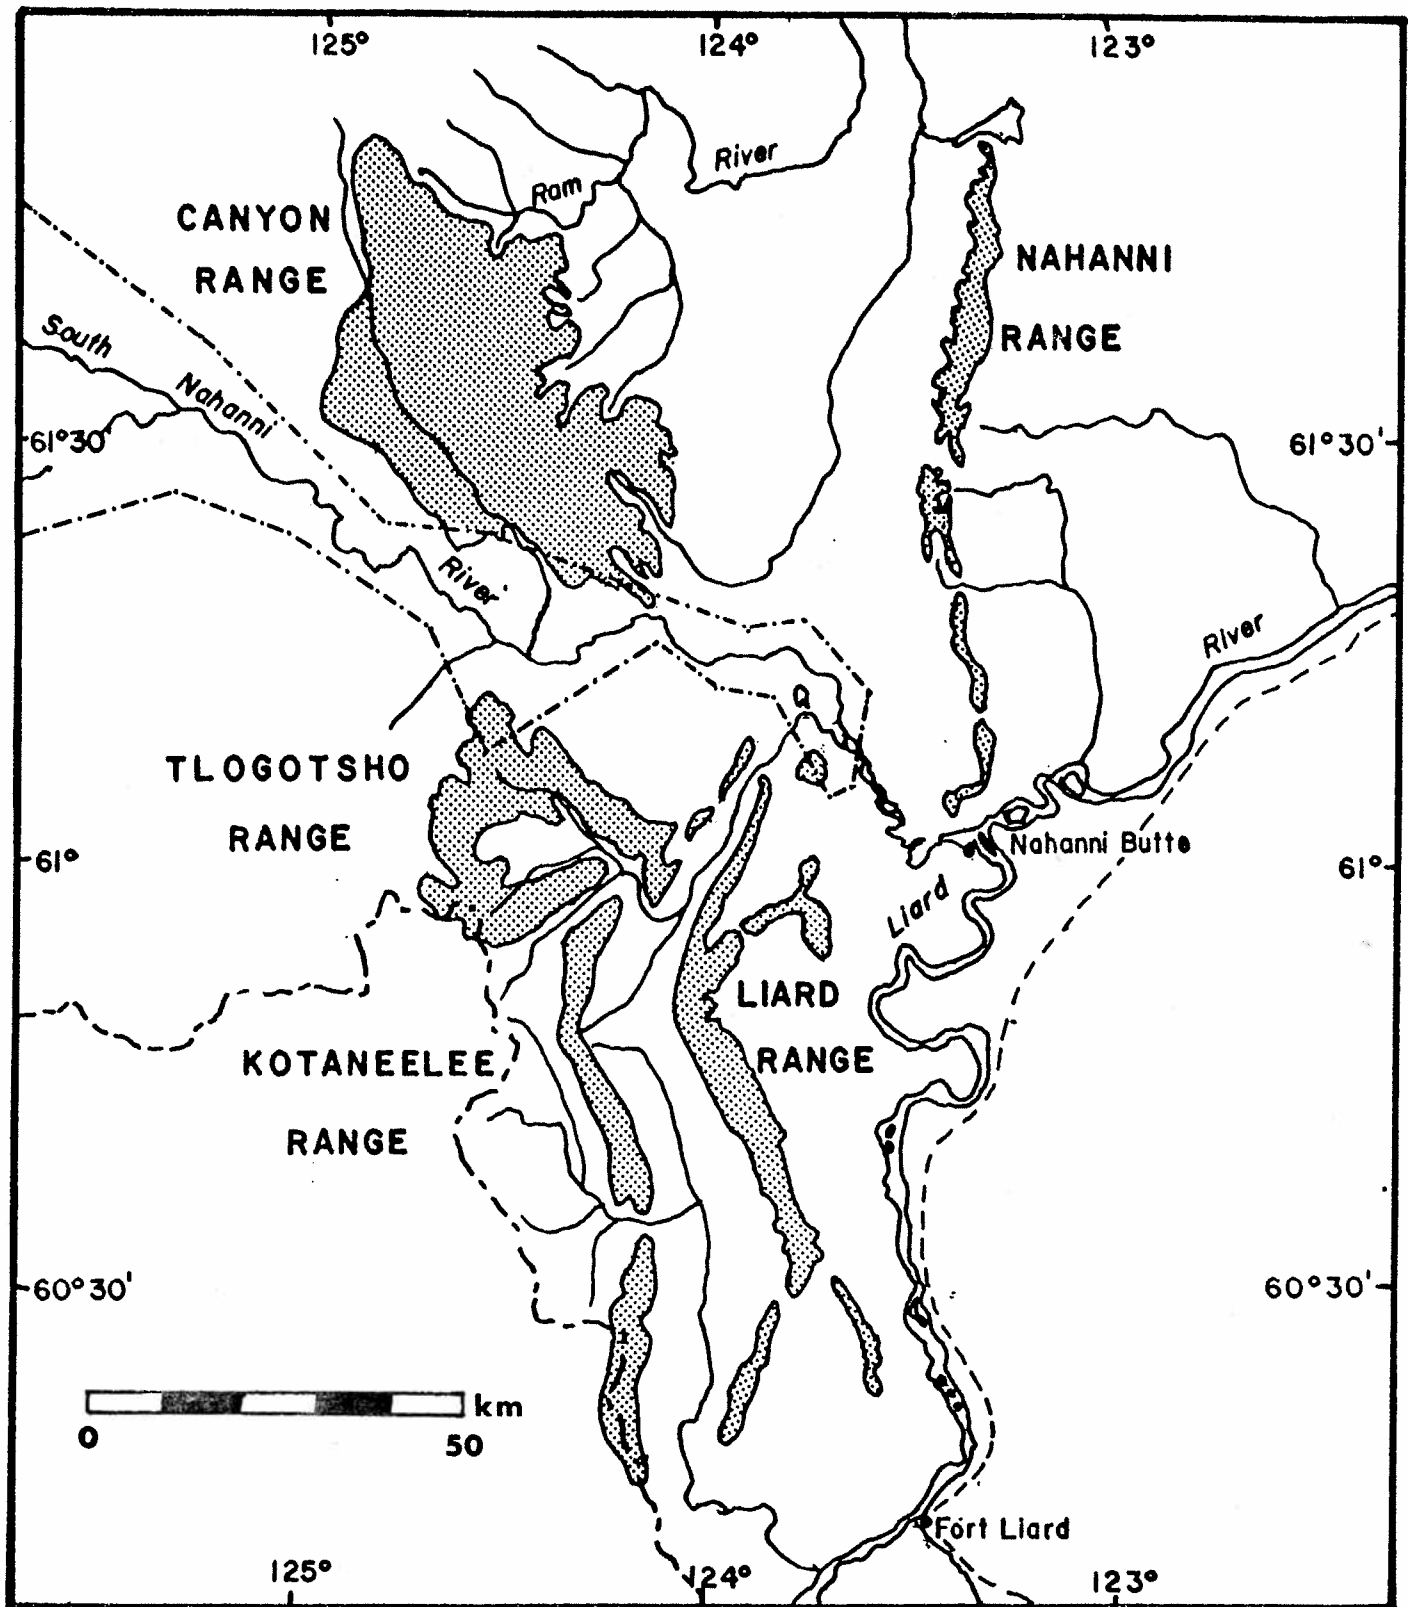 125°
124°
123°
River
Ram
CANYON
RANGE
NAHANNI
RANGE
South
Nahanni
River
61°30'
61°30'
River
TLOGOTSHO
RANGE
61°
61°
Nahanni Butte
Liard
LIARD
RANGE
KOTANEELEE
RANGE
60°30'
60°30'
km
0
50
Fort Liard
125°
124°
123°